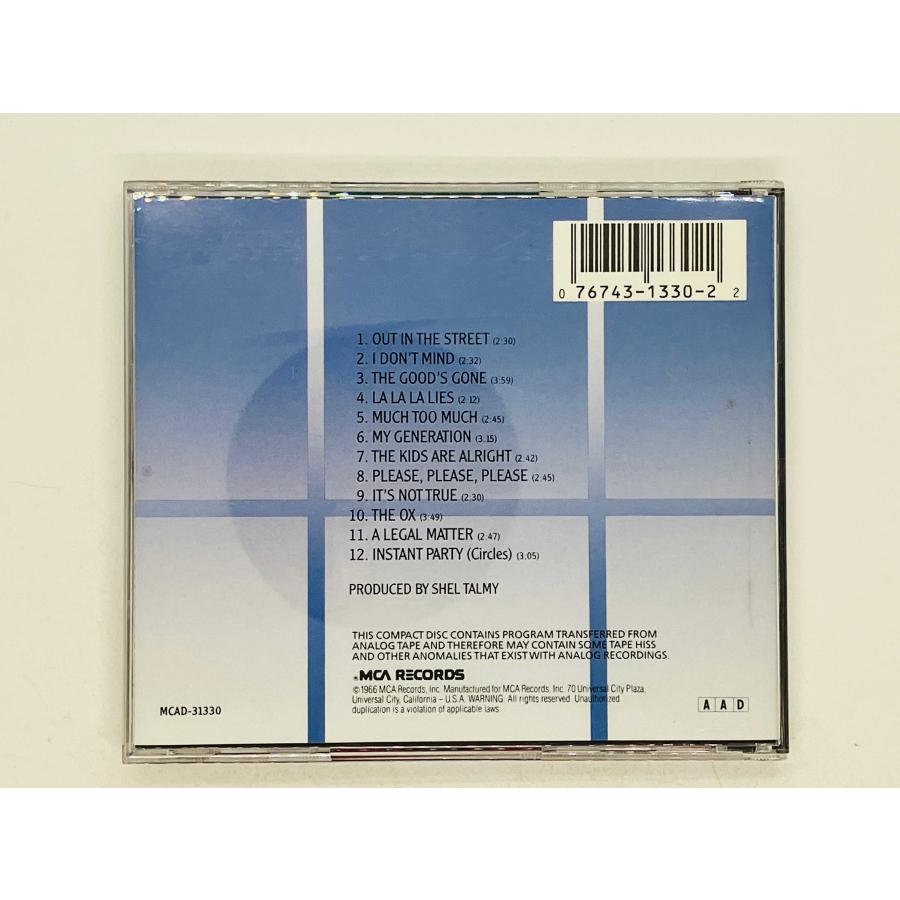 0 76743-1330-2 2
1. OUT IN THE STREET (2:30)
2. I DON'T MIND (2:32)
3. THE GOOD'S GONE (3:59)
4. LA LA LA LIES (2:12)
5. MUCH TOO MUCH (2:45)
6. MY GENERATION (3:15)
7. THE KIDS ARE ALRIGHT (2:42)
8. PLEASE, PLEASE, PLEASE (2:45)
9. IT'S NOT TRUE (2:30)
10. THE OX (3:49)
11. A LEGAL MATTER (2:47)
12. INSTANT PARTY (Circles) (3:05)
PRODUCED BY SHEL TALMY
THIS COMPACT DISC CONTAINS PROGRAM TRANSFERRED FROM
ANALOG TAPE AND THEREFORE MAY CONTAIN SOME TAPE HISS
AND OTHER ANOMALIES THAT EXIST WITH ANALOG RECORDINGS.
MCA RECORDS
©1966 MCA Records, Inc. Manufactured for MCA Records, Inc. 70 Universal City Plaza,
Universal City, California – U.S.A. WARNING: All rights reserved. Unauthorized
duplication is a violation of applicable laws.
MCAD-31330
A A D